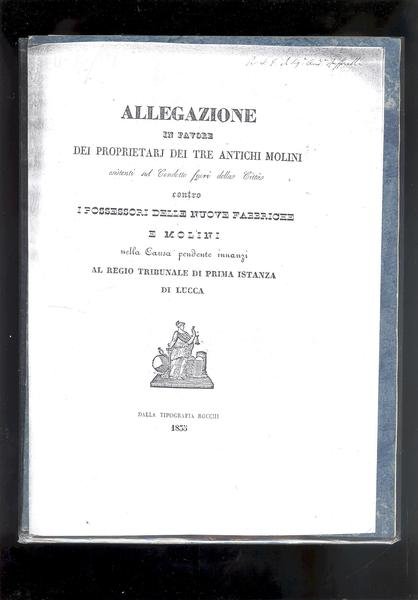 ALLEGAZIONE
IN FAVORE
DEI PROPRIETARJ DEI TRE ANTICHI MOLINI
esistenti sul Condotto fuori della Città
contro
I POSSESSORI DELLE NUOVE FABBRICHE
E MOLINI
nella Causa pendente innanzi
AL REGIO TRIBUNALE DI PRIMA ISTANZA
DI LUCCA
DALLA TIPOGRAFIA ROCCHI
1835